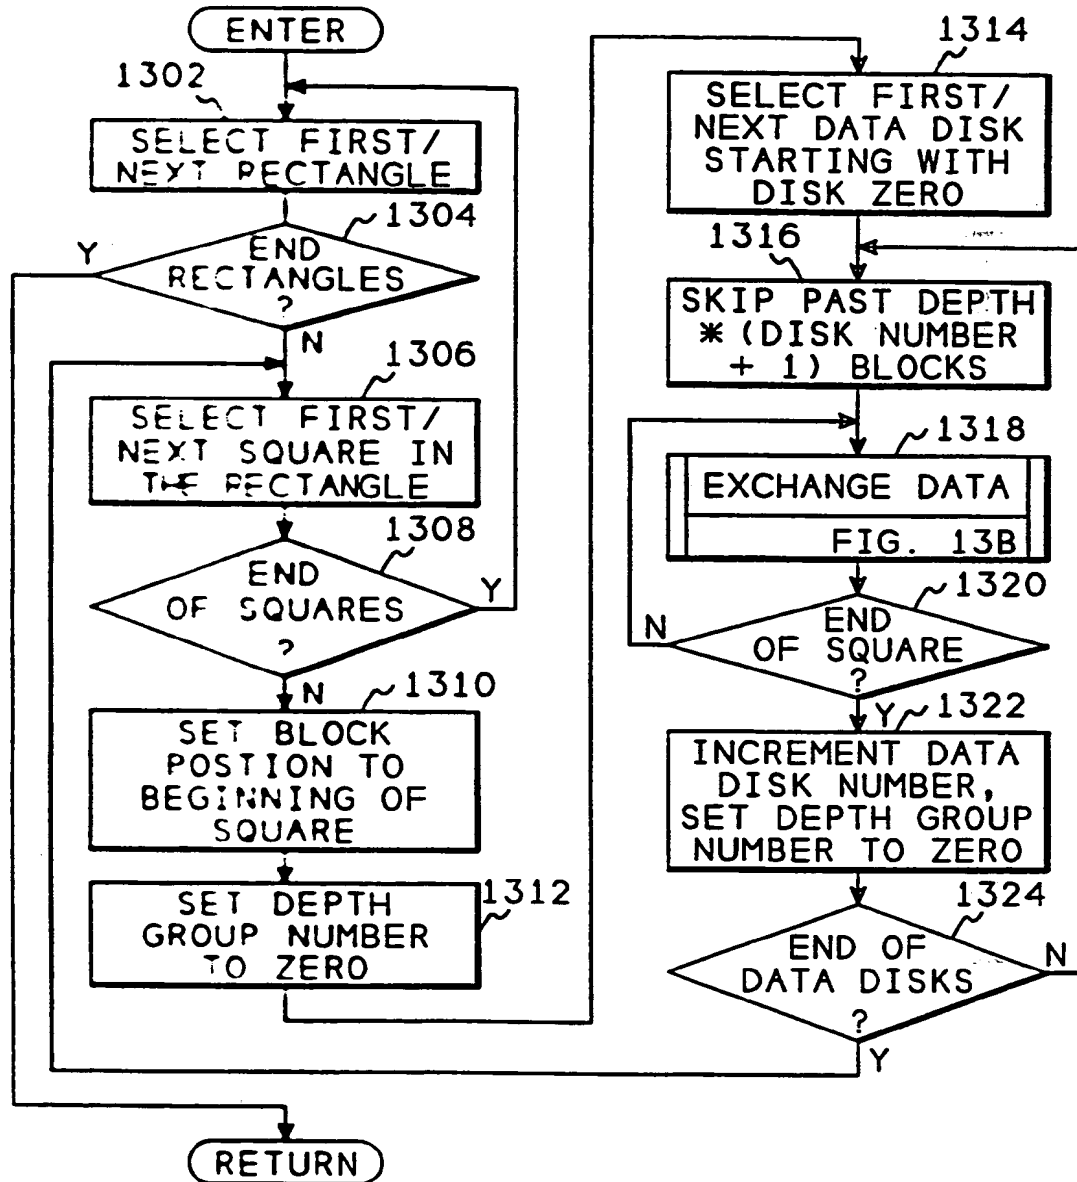 ENTER
1302
SELECT FIRST/
NEXT RECTANGLE
1304
END
RECTANGLES
?
Y
N
1306
SELECT FIRST/
NEXT SQUARE IN
THE RECTANGLE
1308
END
OF SQUARES
?
Y
N
1310
SET BLOCK
POSTION TO
BEGINNING OF
SQUARE
1312
SET DEPTH
GROUP NUMBER
TO ZERO
RETURN
1314
SELECT FIRST/
NEXT DATA DISK
STARTING WITH
DISK ZERO
1316
SKIP PAST DEPTH
* (DISK NUMBER
+ 1) BLOCKS
1318
EXCHANGE DATA
FIG. 13B
1320
END
OF SQUARE
?
N
Y
1322
INCREMENT DATA
DISK NUMBER,
SET DEPTH GROUP
NUMBER TO ZERO
1324
END OF
DATA DISKS
?
N
Y